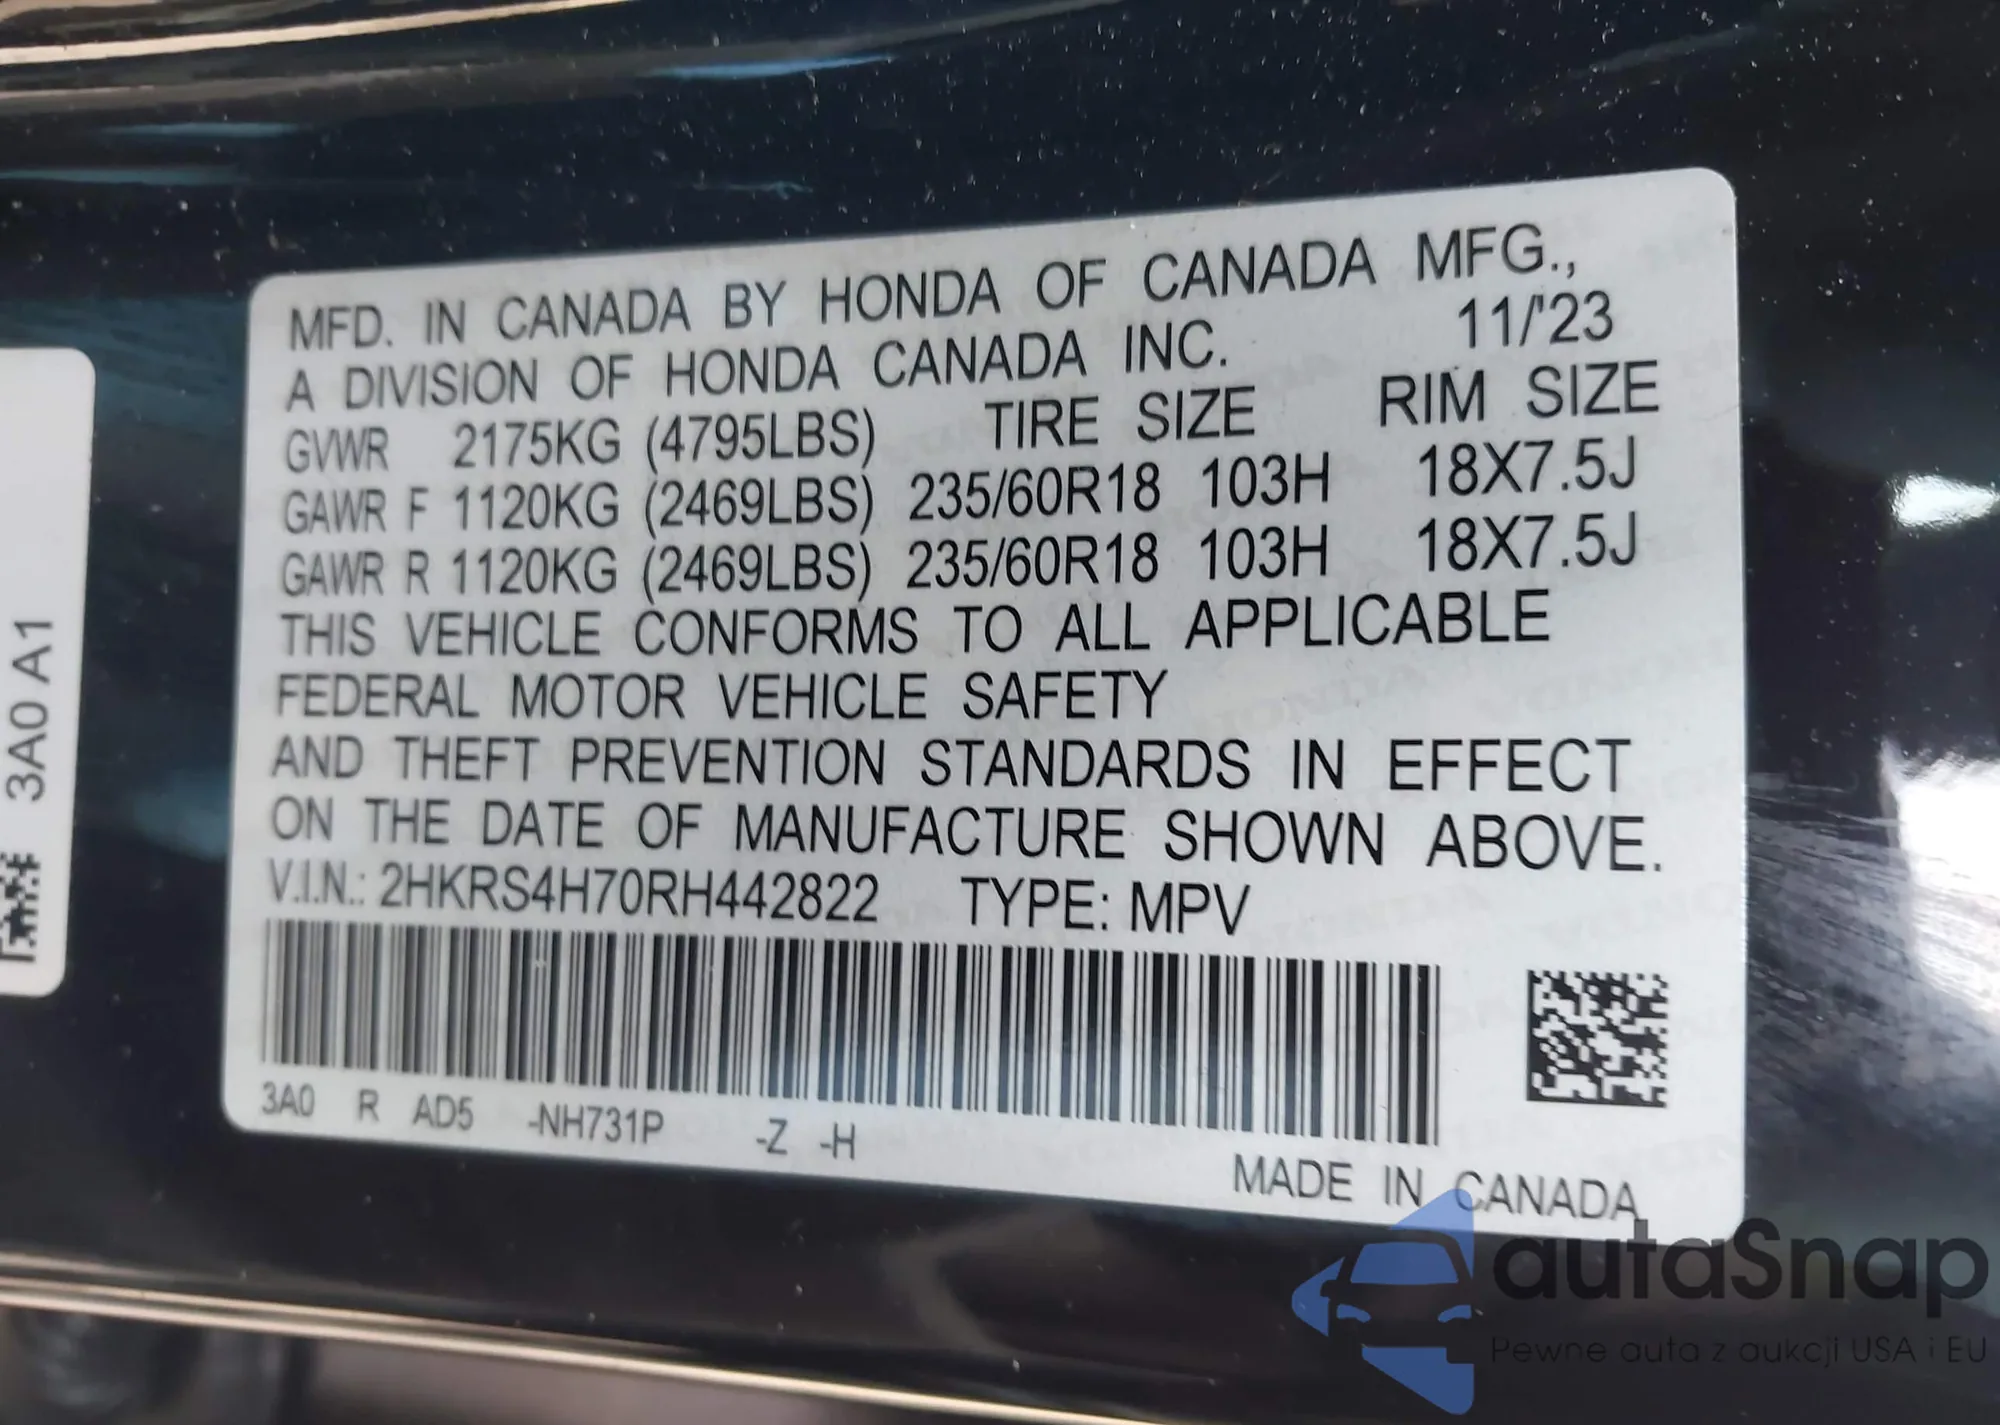 MFD. IN CANADA BY HONDA OF CANADA MFG.,
A DIVISION OF HONDA CANADA INC. 11/'23
GVWR 2175KG (4795LBS) TIRE SIZE RIM SIZE
GAWR F 1120KG (2469LBS) 235/60R18 103H 18X7.5J
GAWR R 1120KG (2469LBS) 235/60R18 103H 18X7.5J
THIS VEHICLE CONFORMS TO ALL APPLICABLE
FEDERAL MOTOR VEHICLE SAFETY
AND THEFT PREVENTION STANDARDS IN EFFECT
ON THE DATE OF MANUFACTURE SHOWN ABOVE.
V.I.N.: 2HKRS4H70RH442822 TYPE: MPV
3A0 R AD5 -NH731P -Z -H
MADE IN CANADA
3A0 A1
autaSnap
Pewne auta z aukcji USA i EU